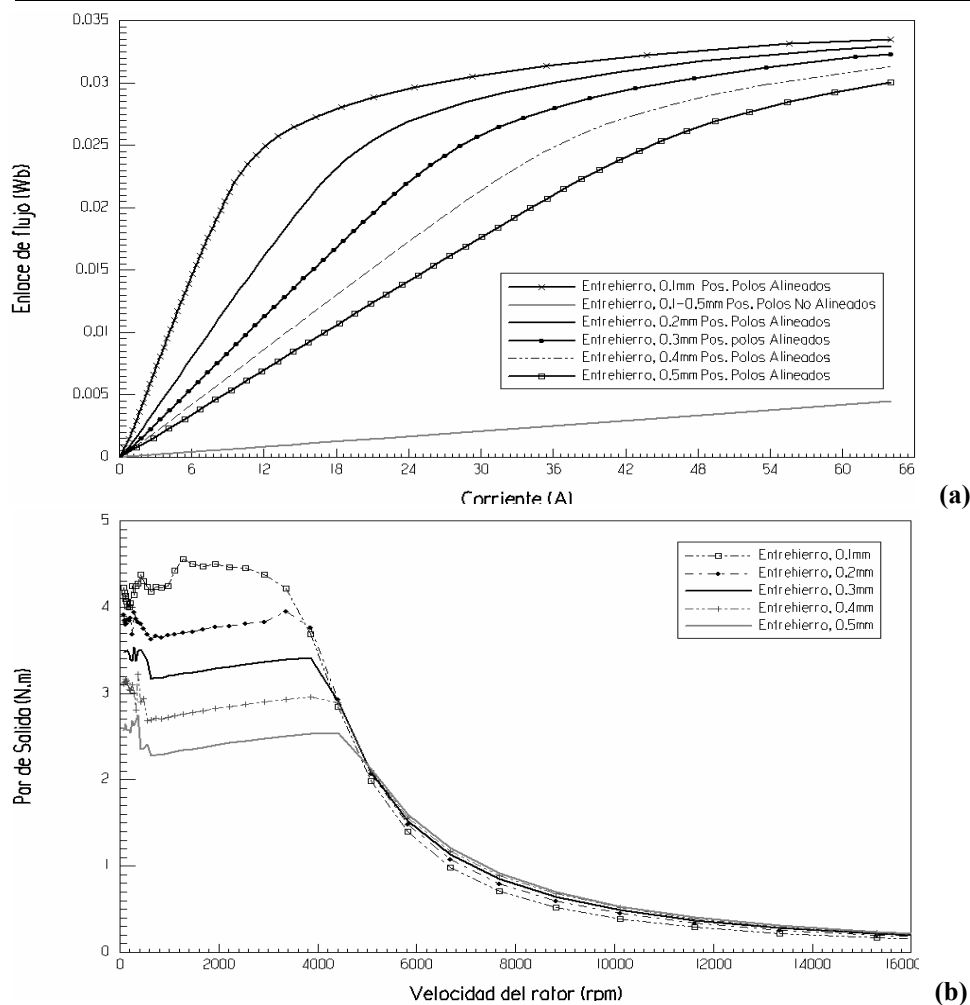 0.035
0.03
0.025
0.02
0.015
0.01
0.005
0
Enlace de flujo (Wb)
Entrehierro, 0.1mm Pos. Polos Alineados
Entrehierro, 0.1-0.5mm Pos. Polos No Alineados
Entrehierro, 0.2mm Pos. Polos Alineados
Entrehierro, 0.3mm Pos. polos Alineados
Entrehierro, 0.4mm Pos. Polos Alineados
Entrehierro, 0.5mm Pos. Polos Alineados
0 6 12 18 24 30 36 42 48 54 60 66
Corriente (A)
(a)
5
4
3
2
1
0
Par de Salida (N.m)
Entrehierro, 0.1mm
Entrehierro, 0.2mm
Entrehierro, 0.3mm
Entrehierro, 0.4mm
Entrehierro, 0.5mm
0 2000 4000 6000 8000 10000 12000 14000 16000
Velocidad del rotor (rpm)
(b)